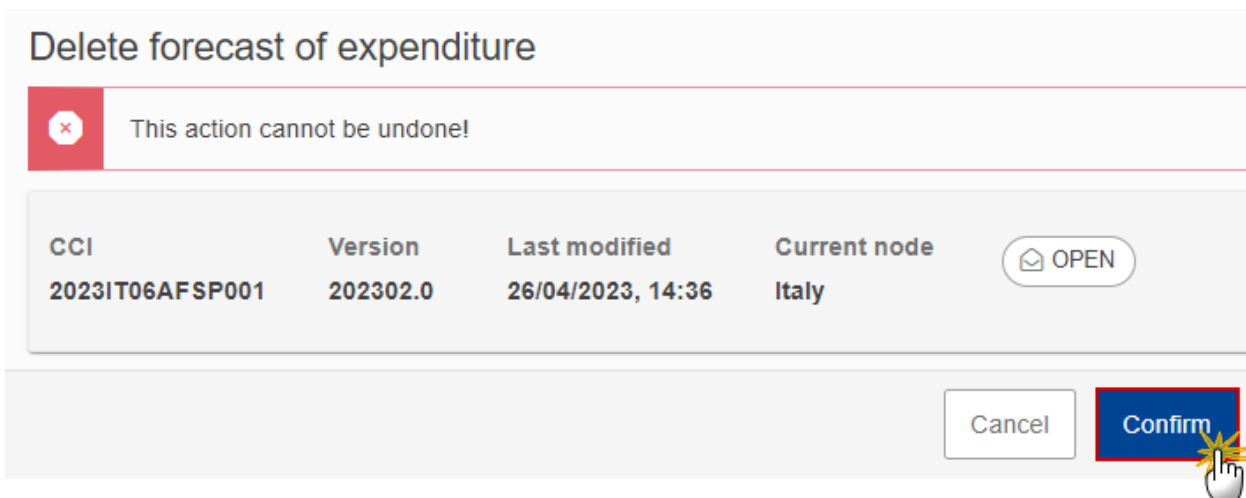 Delete forecast of expenditure
This action cannot be undone!
CCI Version Last modified Current node OPEN
2023IT06AFSP001 202302.0 26/04/2023, 14:36 Italy
Cancel Confirm